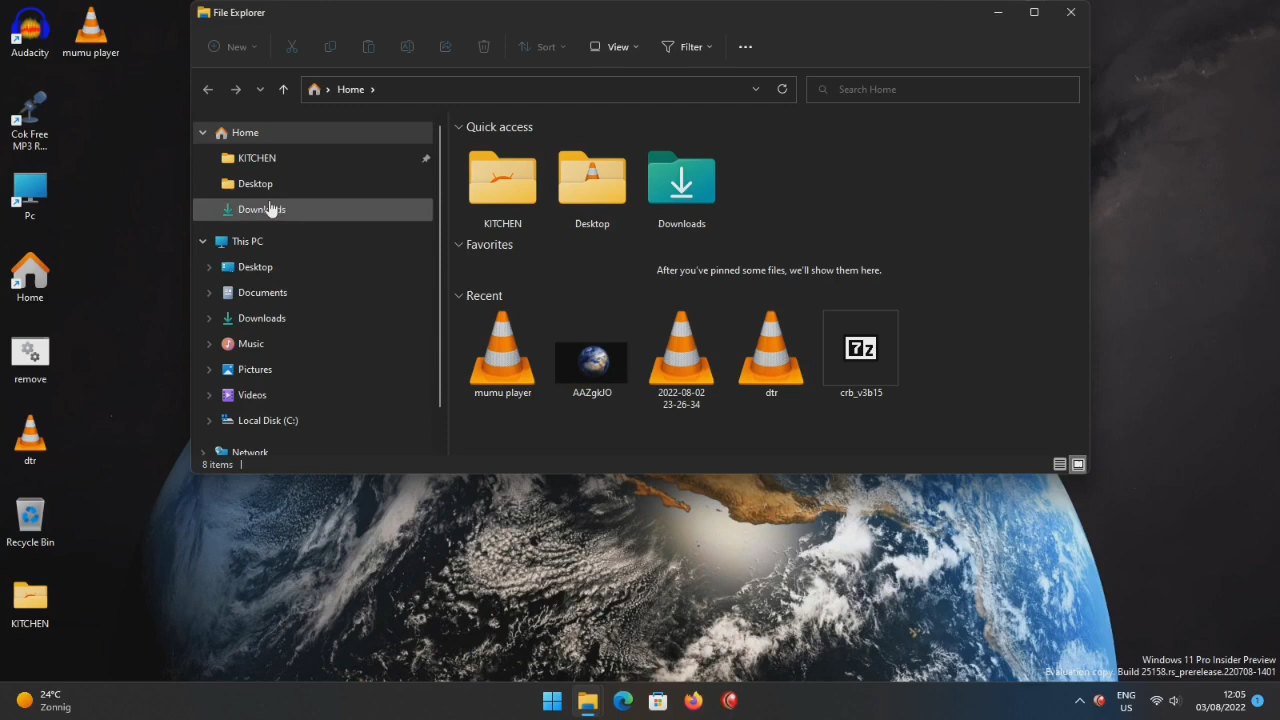 Audacity
mumu player
Cok Free
MP3 R...
Pc
Home
remove
dtr
Recycle Bin
KITCHEN
File Explorer
New
Sort
View
Filter
Home
Search Home
Home
KITCHEN
Desktop
Downloads
This PC
Desktop
Documents
Downloads
Music
Pictures
Videos
Local Disk (C:)
Network
Quick access
KITCHEN
Desktop
Downloads
Favorites
After you've pinned some files, we'll show them here.
Recent
mumu player
AAZgkJO
2022-08-02
23-26-34
dtr
7z
crb_v3b15
8 items
Windows 11 Pro Insider Preview
Evaluation copy. Build 25158.rs_prerelease.220708-1401
24°C
Zonnig
ENG
US
12:05
03/08/2022
1